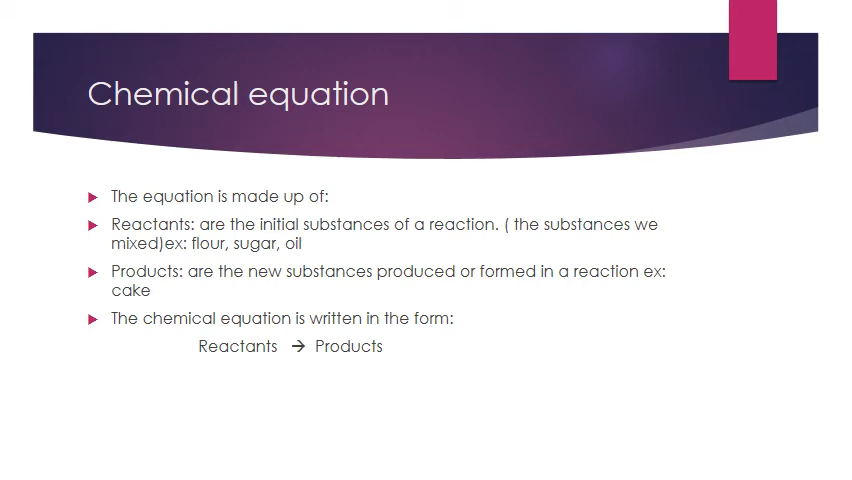 Chemical equation
The equation is made up of:
Reactants: are the initial substances of a reaction. ( the substances we
mixed)ex: flour, sugar, oil
Products: are the new substances produced or formed in a reaction ex:
cake
The chemical equation is written in the form:
Reactants → Products